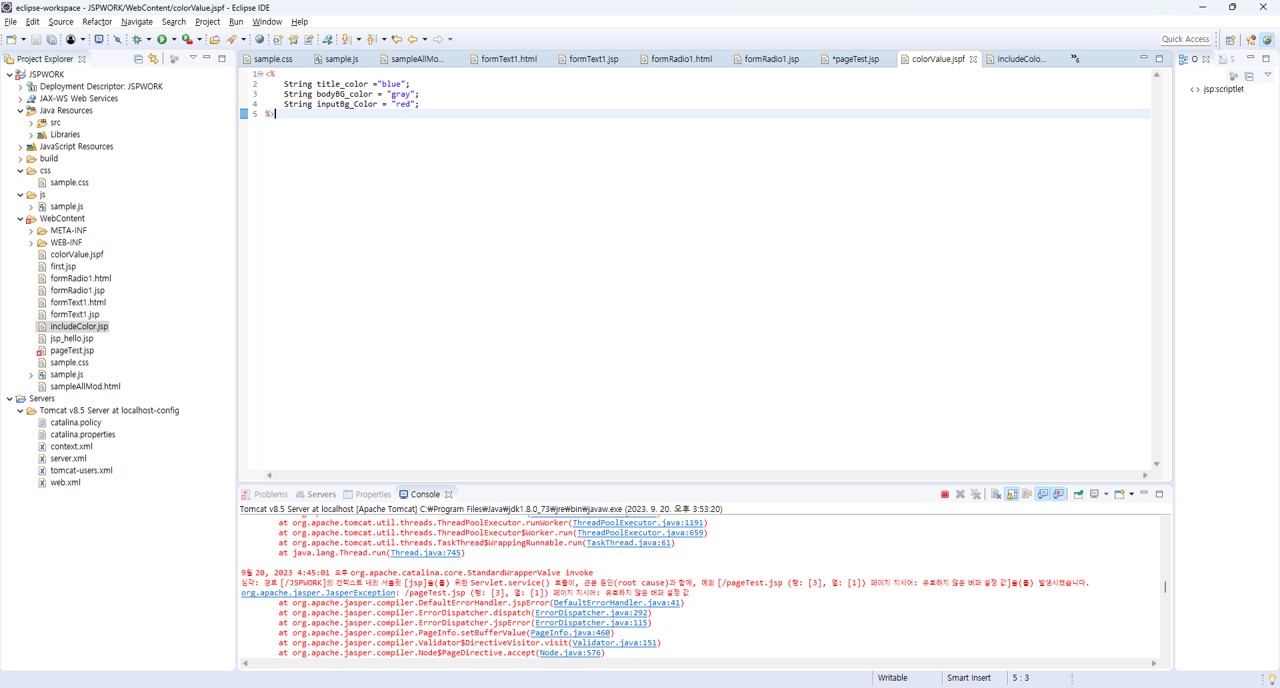 eclipse-workspace - JSPWORK/WebContent/colorValue.jspf - Eclipse IDE
File Edit Source Refactor Navigate Search Project Run Window Help
Quick Access
Project Explorer
JSPWORK
Deployment Descriptor: JSPWORK
JAX-WS Web Services
Java Resources
src
Libraries
JavaScript Resources
build
css
sample.css
js
sample.js
WebContent
META-INF
WEB-INF
colorValue.jspf
first.jsp
formRadio1.html
formRadio1.jsp
formText1.html
formText1.jsp
includeColor.jsp
jsp_hello.jsp
pageTest.jsp
sample.css
sample.js
sampleAllMod.html
Servers
Tomcat v8.5 Server at localhost-config
catalina.policy
catalina.properties
context.xml
server.xml
tomcat-users.xml
web.xml
sample.css sample.js sampleAllMo... formText1.html formText1.jsp formRadio1.html formRadio1.jsp *pageTest.jsp colorValue.jspf includeColo... »5
1 <%
2 String title_color ="blue";
3 String bodyBG_color = "gray";
4 String inputBg_Color = "red";
5 %>
O S
jsp:scriptlet
Problems Servers Properties Console
Tomcat v8.5 Server at localhost [Apache Tomcat] C:₩Program Files₩Java₩jdk1.8.0_73₩jre₩bin₩javaw.exe (2023. 9. 20. 오후 3:53:20)
at org.apache.tomcat.util.threads.ThreadPoolExecutor.runWorker(ThreadPoolExecutor.java:1191)
at org.apache.tomcat.util.threads.ThreadPoolExecutor$Worker.run(ThreadPoolExecutor.java:659)
at org.apache.tomcat.util.threads.TaskThread$WrappingRunnable.run(TaskThread.java:61)
at java.lang.Thread.run(Thread.java:745)
9월 20, 2023 4:45:01 오후 org.apache.catalina.core.StandardWrapperValve invoke
심각: 경로 [/JSPWORK]의 컨텍스트 내의 서블릿 [jsp]을(를) 위한 Servlet.service() 호출이, 근본 원인(root cause)과 함께, 예외 [/pageTest.jsp (행: [3], 열: [1]) 페이지 지시어: 유효하지 않은 버퍼 설정 값]을(를) 발생시켰습니다.
org.apache.jasper.JasperException: /pageTest.jsp (행: [3], 열: [1]) 페이지 지시어: 유효하지 않은 버퍼 설정 값
at org.apache.jasper.compiler.DefaultErrorHandler.jspError(DefaultErrorHandler.java:41)
at org.apache.jasper.compiler.ErrorDispatcher.dispatch(ErrorDispatcher.java:292)
at org.apache.jasper.compiler.ErrorDispatcher.jspError(ErrorDispatcher.java:115)
at org.apache.jasper.compiler.PageInfo.setBufferValue(PageInfo.java:460)
at org.apache.jasper.compiler.Validator$DirectiveVisitor.visit(Validator.java:151)
at org.apache.jasper.compiler.Node$PageDirective.accept(Node.java:576)
Writable Smart Insert 5 : 3